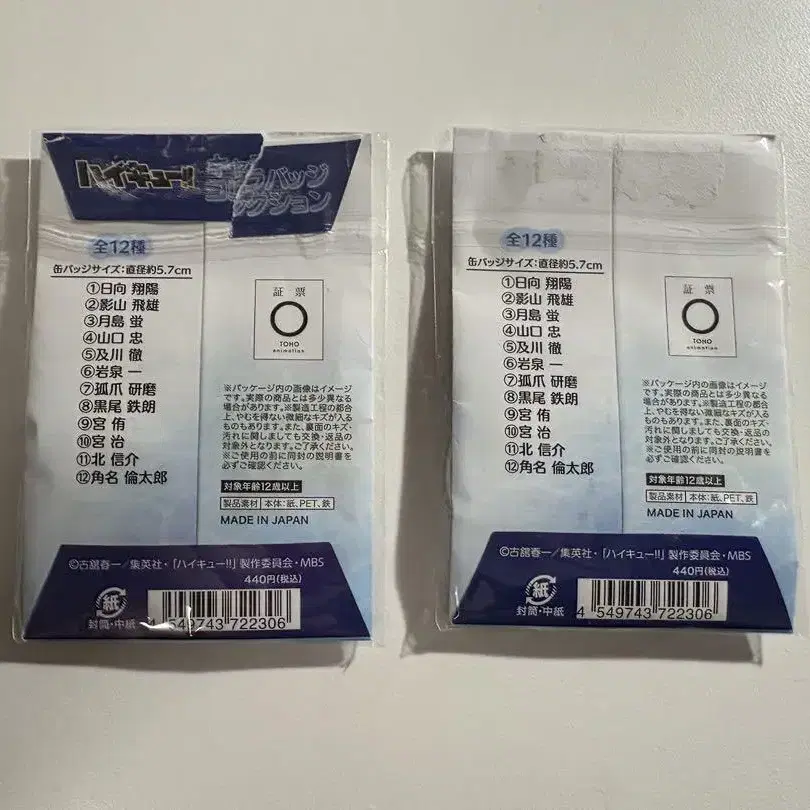 ハイキュー!!
コレクション
バッジ
全12種
缶バッジサイズ:直径約5.7cm
①日向 翔陽
②影山 飛雄
③月島 蛍
④山口 忠
⑤及川 徹
⑥岩泉 一
⑦孤爪 研磨
⑧黒尾 鉄朗
⑨宮 侑
⑩宮 治
⑪北 信介
⑫角名 倫太郎
証票
TOHO
animation
※パッケージ内の画像はイメージ
です。実際の商品とは多少異なる
場合があります。※製造工程の都合
上、やむを得ない微細なキズが入る
ものもあります。また、裏面のキズ・
汚れに関しましても交換・返品の
対象外となります。ご了承ください。
※ご使用の前に同封の説明書を
必ずご確認ください。
対象年齢12歳以上
製品素材 本体:紙、PET、鉄
MADE IN JAPAN
©古舘春一/集英社・「ハイキュー!!」製作委員会・MBS
440円(税込)
紙
封筒・中紙
4 549743 722306
全12種
缶バッジサイズ:直径約5.7cm
①日向 翔陽
②影山 飛雄
③月島 蛍
④山口 忠
⑤及川 徹
⑥岩泉 一
⑦孤爪 研磨
⑧黒尾 鉄朗
⑨宮 侑
⑩宮 治
⑪北 信介
⑫角名 倫太郎
証票
TOHO
animation
※パッケージ内の画像はイメージ
です。実際の商品とは多少異なる
場合があります。※製造工程の都合
上、やむを得ない微細なキズが入る
ものもあります。また、裏面のキズ・
汚れに関しましても交換・返品の
対象外となります。ご了承ください。
※ご使用の前に同封の説明書を
必ずご確認ください。
対象年齢12歳以上
製品素材 本体:紙、PET、鉄
MADE IN JAPAN
©古舘春一/集英社・「ハイキュー!!」製作委員会・MBS
440円(税込)
紙
封筒・中紙
4 549743 722306